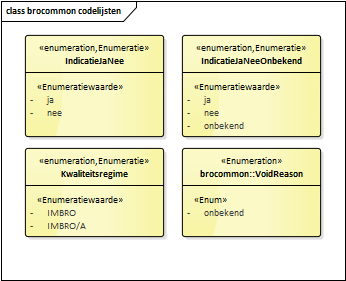 class brocommon codelijsten
«enumeration,Enumeratie»
IndicatieJaNee
«Enumeratiewaarde»
- ja
- nee
«enumeration,Enumeratie»
IndicatieJaNeeOnbekend
«Enumeratiewaarde»
- ja
- nee
- onbekend
«enumeration,Enumeratie»
Kwaliteitsregime
«Enumeratiewaarde»
- IMBRO
- IMBRO/A
«Enumeration»
brocommon::VoidReason
«Enum»
- onbekend